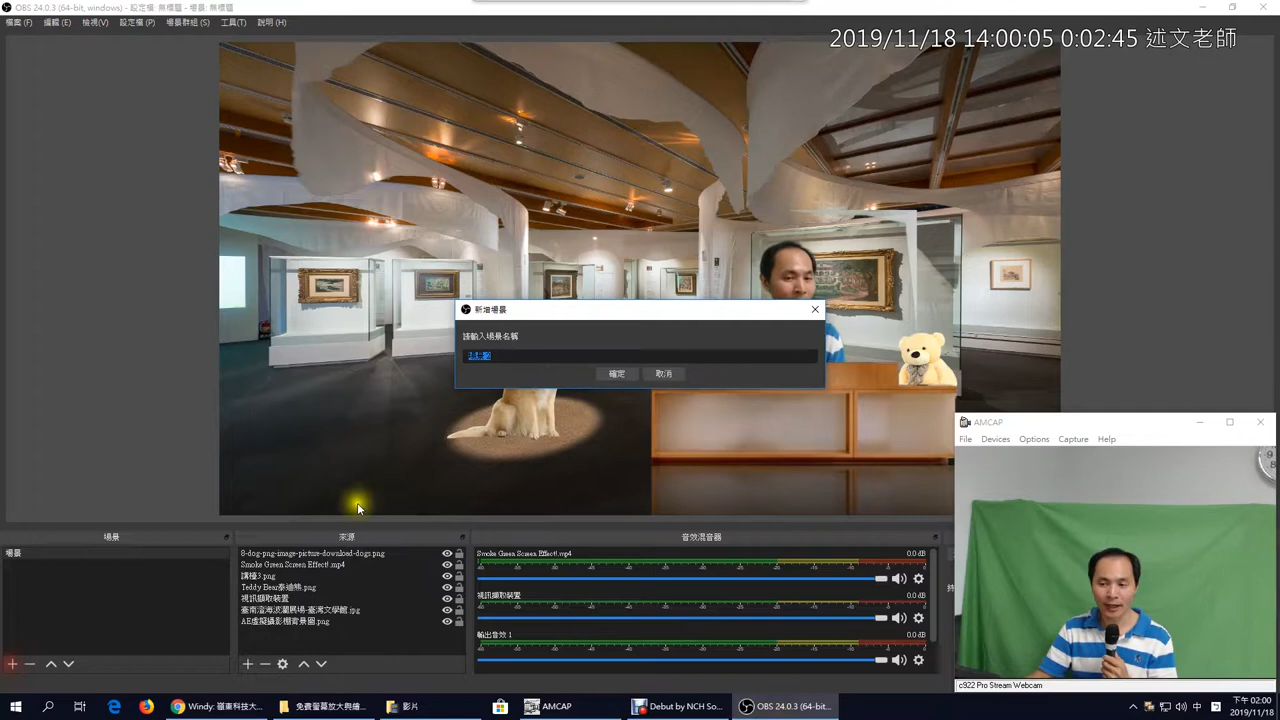 OBS 24.0.3 (64-bit, windows) - 設定檔: 無標題 - 場景: 無標題
檔案 (F) 編輯 (E) 檢視(V) 設定檔 (P) 場景群組 (S) 工具(T) 說明 (H)
2019/11/18 14:00:05 0:02:45 述文老師
新增場景
請輸入場景名稱
場景 2
確定 取消
AMCAP
File Devices Options Capture Help
c922 Pro Stream Webcam
場景
場景
來源
8-dog-png-image-picture-download-dogs.png
Smoke Green Screen Effect!.mp4
講檯3.png
Teddy Bear泰迪熊.png
視訊擷取裝置
臺南澄海波瀾展場-臺灣文學館.jpg
AE虛擬攝影棚背景圖.png
音效混音器
Smoke Green Screen Effect!.mp4 0.0 dB
視訊擷取裝置 0.0 dB
輸出音效 1 0.0 dB
Windy: 嶺東科技大...
免費螢幕放大與繪...
影片
AMCAP
Debut by NCH So...
OBS 24.0.3 (64-bit...
中
下午 02:00
2019/11/18